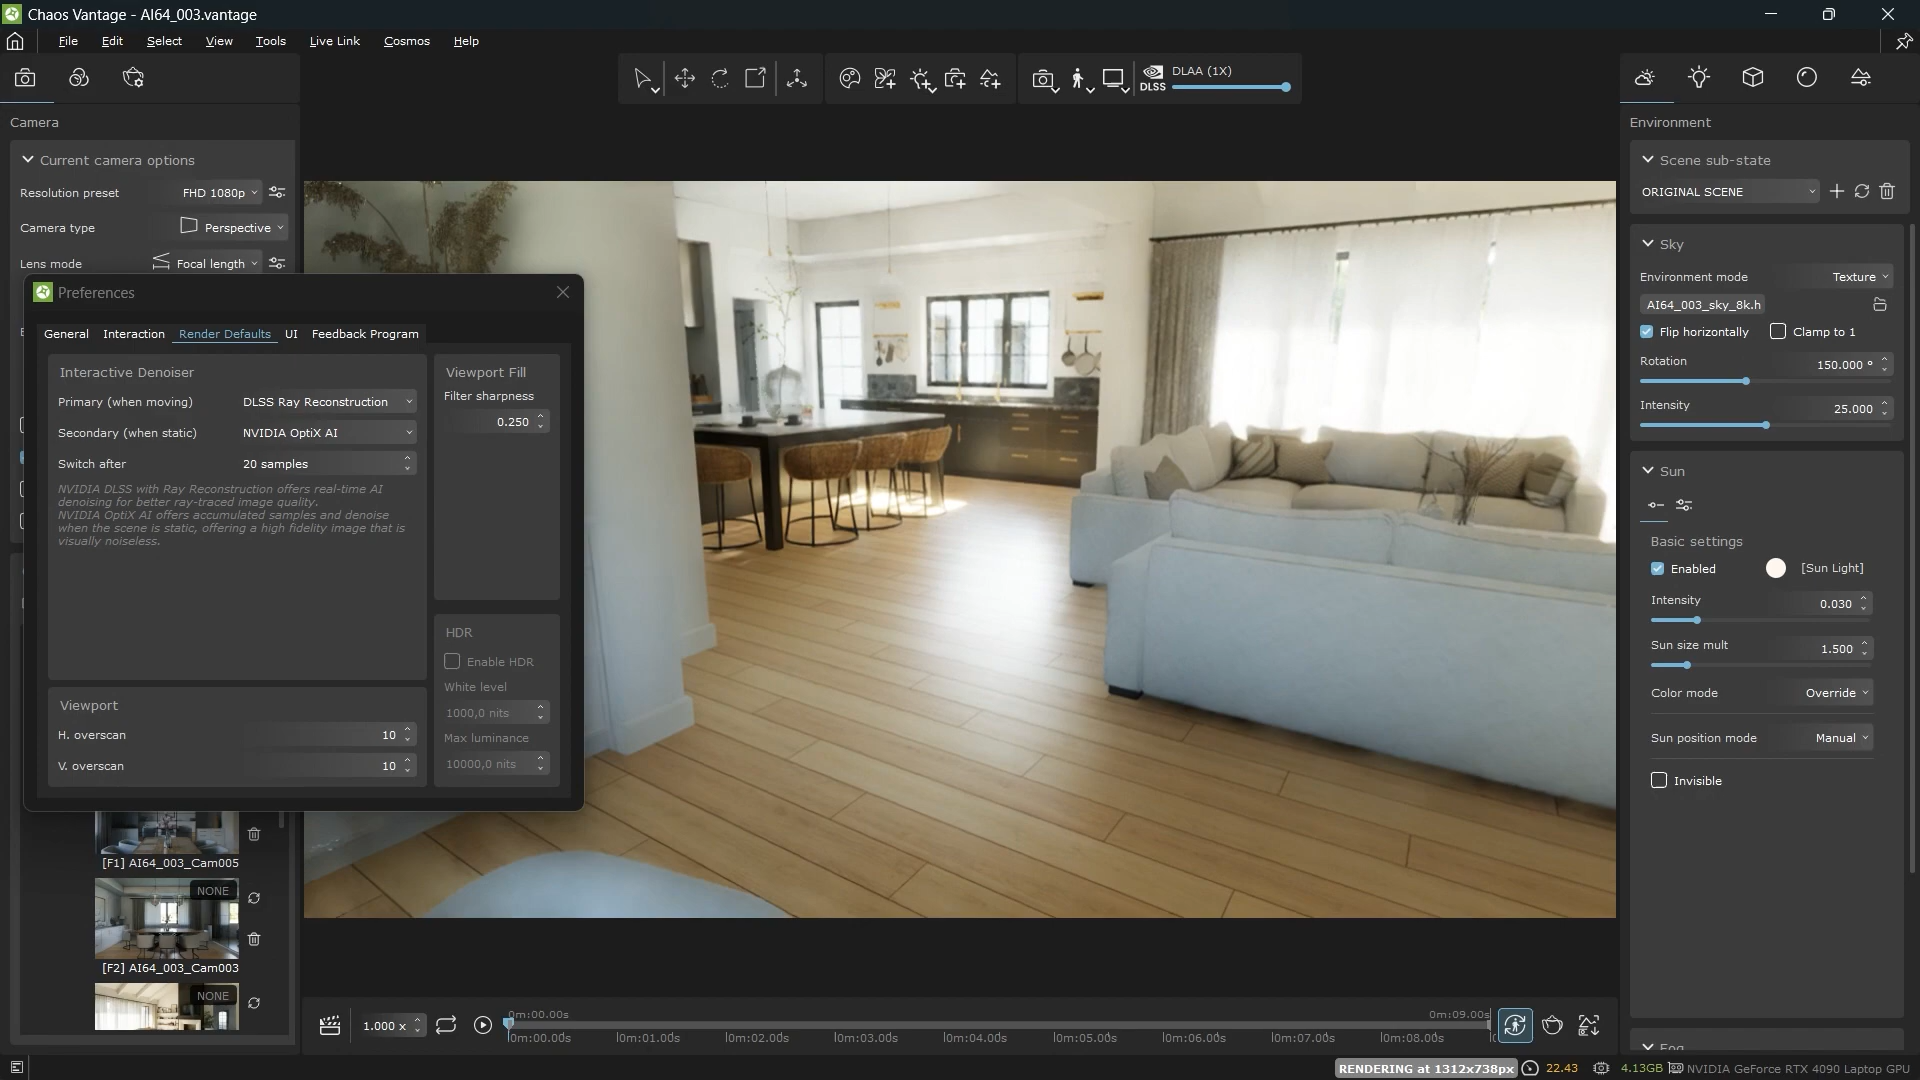 Chaos Vantage - AI64_003.vantage
File Edit Select View Tools Live Link Cosmos Help
DLSS
DLAA (1X)
Camera
Current camera options
Resolution preset FHD 1080p
Camera type Perspective
Lens mode Focal length
Preferences
General Interaction Render Defaults UI Feedback Program
Interactive Denoiser
Primary (when moving) DLSS Ray Reconstruction
Secondary (when static) NVIDIA OptiX AI
Switch after 20 samples
NVIDIA DLSS with Ray Reconstruction offers real-time AI
denoising for better ray-traced image quality.
NVIDIA OptiX AI offers accumulated samples and denoise
when the scene is static, offering a high fidelity image that is
visually noiseless.
Viewport Fill
Filter sharpness
0.250
HDR
Enable HDR
White level
1000,0 nits
Max luminance
10000,0 nits
Viewport
H. overscan 10
V. overscan 10
[F1] AI64_003_Cam005
NONE
[F2] AI64_003_Cam003
NONE
Environment
Scene sub-state
ORIGINAL SCENE
Sky
Environment mode Texture
AI64_003_sky_8k.h
Flip horizontally Clamp to 1
Rotation 150.000 °
Intensity 25.000
Sun
Basic settings
Enabled [Sun Light]
Intensity 0.030
Sun size mult 1.500
Color mode Override
Sun position mode Manual
Invisible
Fog
1.000 x
0m:00.00s 0m:09.00s
0m:00.00s 0m:01.00s 0m:02.00s 0m:03.00s 0m:04.00s 0m:05.00s 0m:06.00s 0m:07.00s 0m:08.00s
RENDERING at 1312x738px 22.43 4.13GB NVIDIA GeForce RTX 4090 Laptop GPU